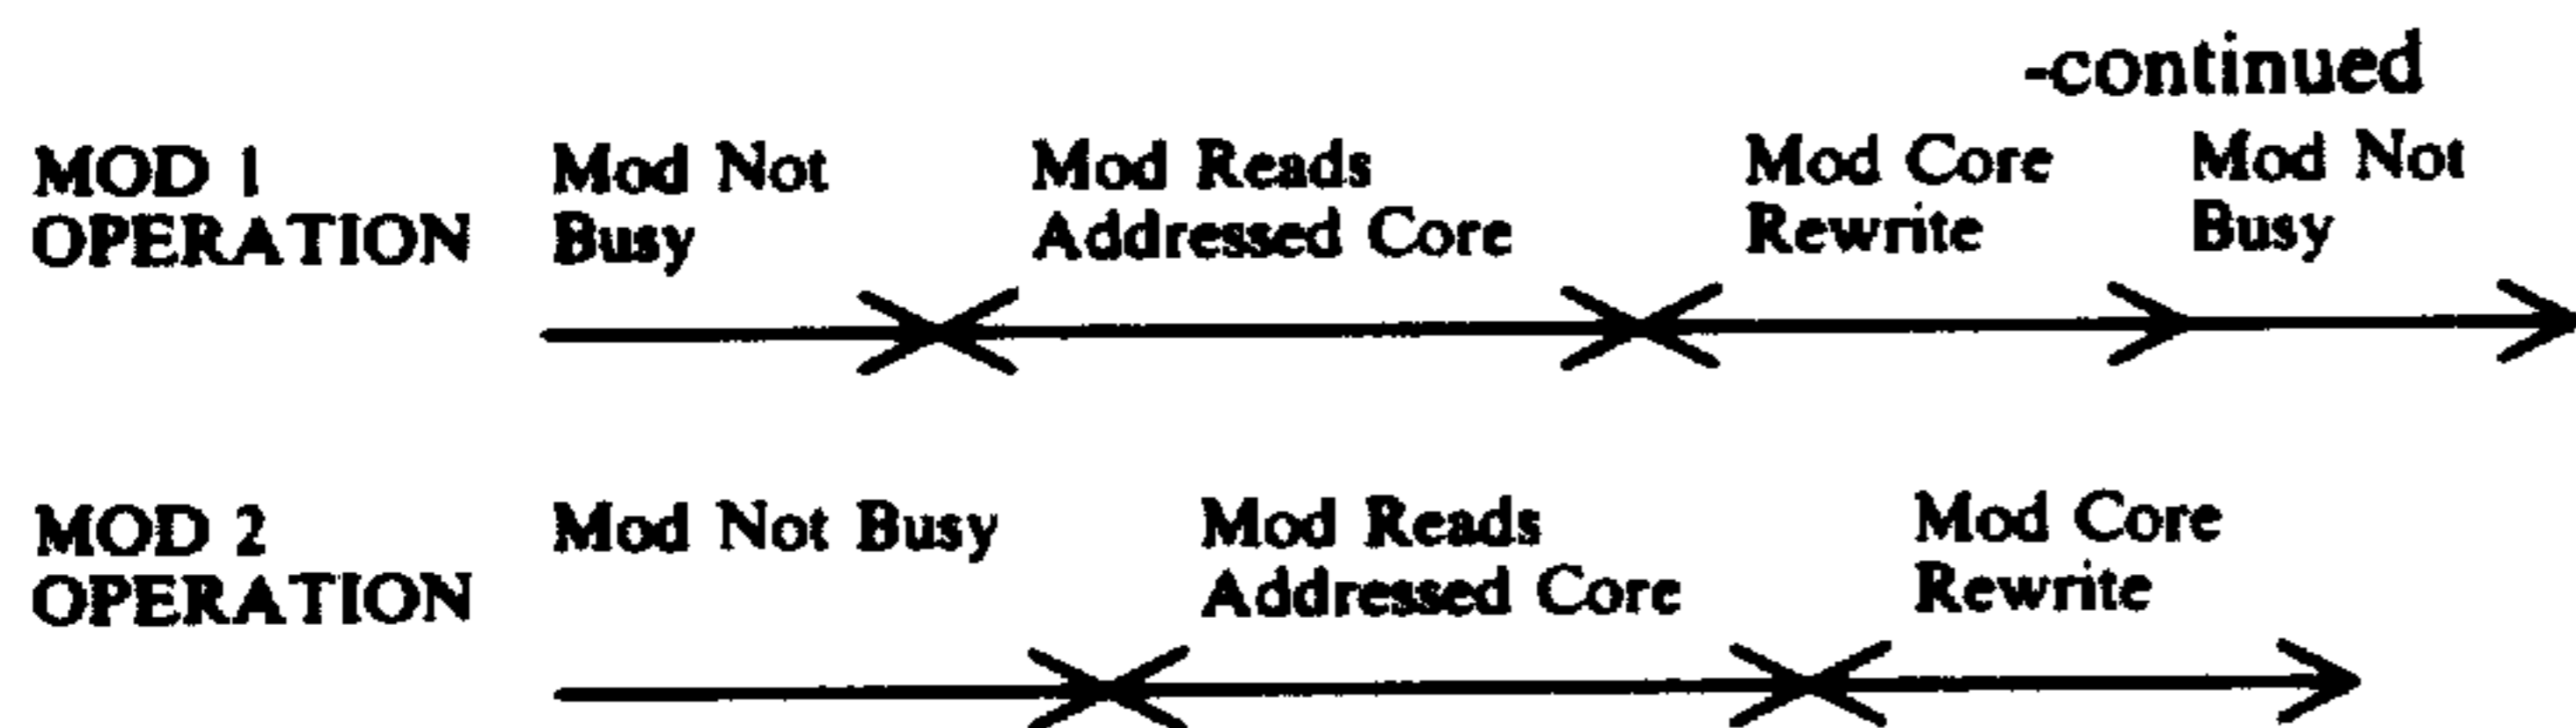 -continued
MOD 1 Mod Not Mod Reads Mod Core Mod Not
OPERATION Busy Addressed Core Rewrite Busy
MOD 2 Mod Not Busy Mod Reads Mod Core
OPERATION Addressed Core Rewrite